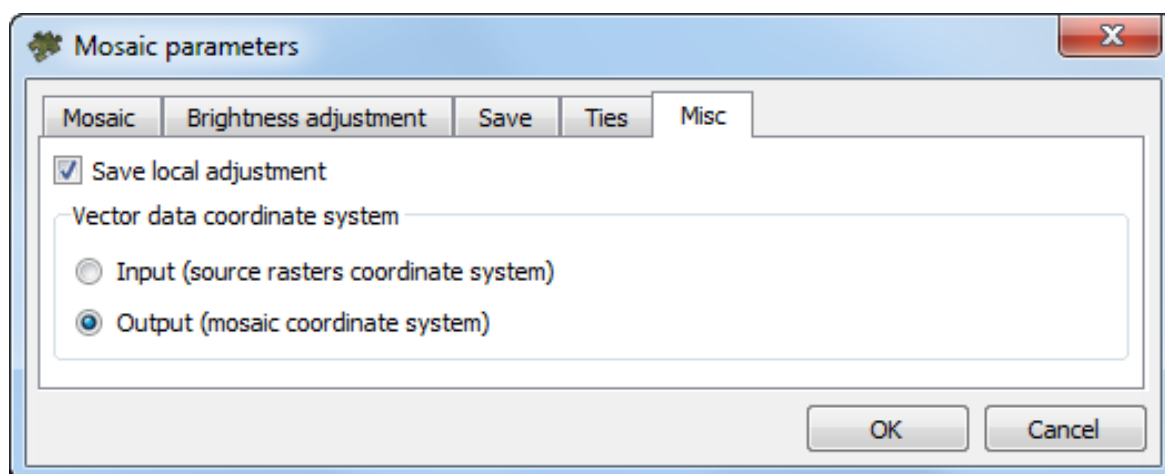 Mosaic parameters
Mosaic Brightness adjustment Save Ties Misc
Save local adjustment
Vector data coordinate system
Input (source rasters coordinate system)
Output (mosaic coordinate system)
OK Cancel